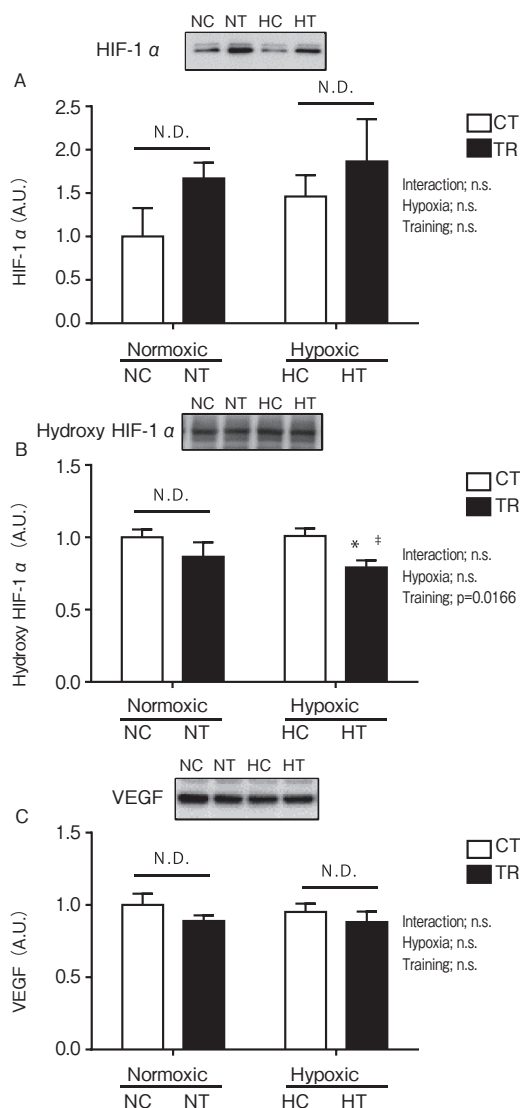 NC NT HC HT
HIF-1 α
A
2.5
2.0
1.5
1.0
0.5
0.0
HIF-1 α (A.U.)
N.D.
N.D.
CT
TR
Interaction; n.s.
Hypoxia; n.s.
Training; n.s.
Normoxic Hypoxic
NC NT HC HT
NC NT HC HT
Hydroxy HIF-1 α
B
1.5
1.0
0.5
0.0
Hydroxy HIF-1 α (A.U.)
N.D.
* ‡
CT
TR
Interaction; n.s.
Hypoxia; n.s.
Training; p=0.0166
Normoxic Hypoxic
NC NT HC HT
NC NT HC HT
VEGF
C
1.5
1.0
0.5
0.0
VEGF (A.U.)
N.D.
N.D.
CT
TR
Interaction; n.s.
Hypoxia; n.s.
Training; n.s.
Normoxic Hypoxic
NC NT HC HT